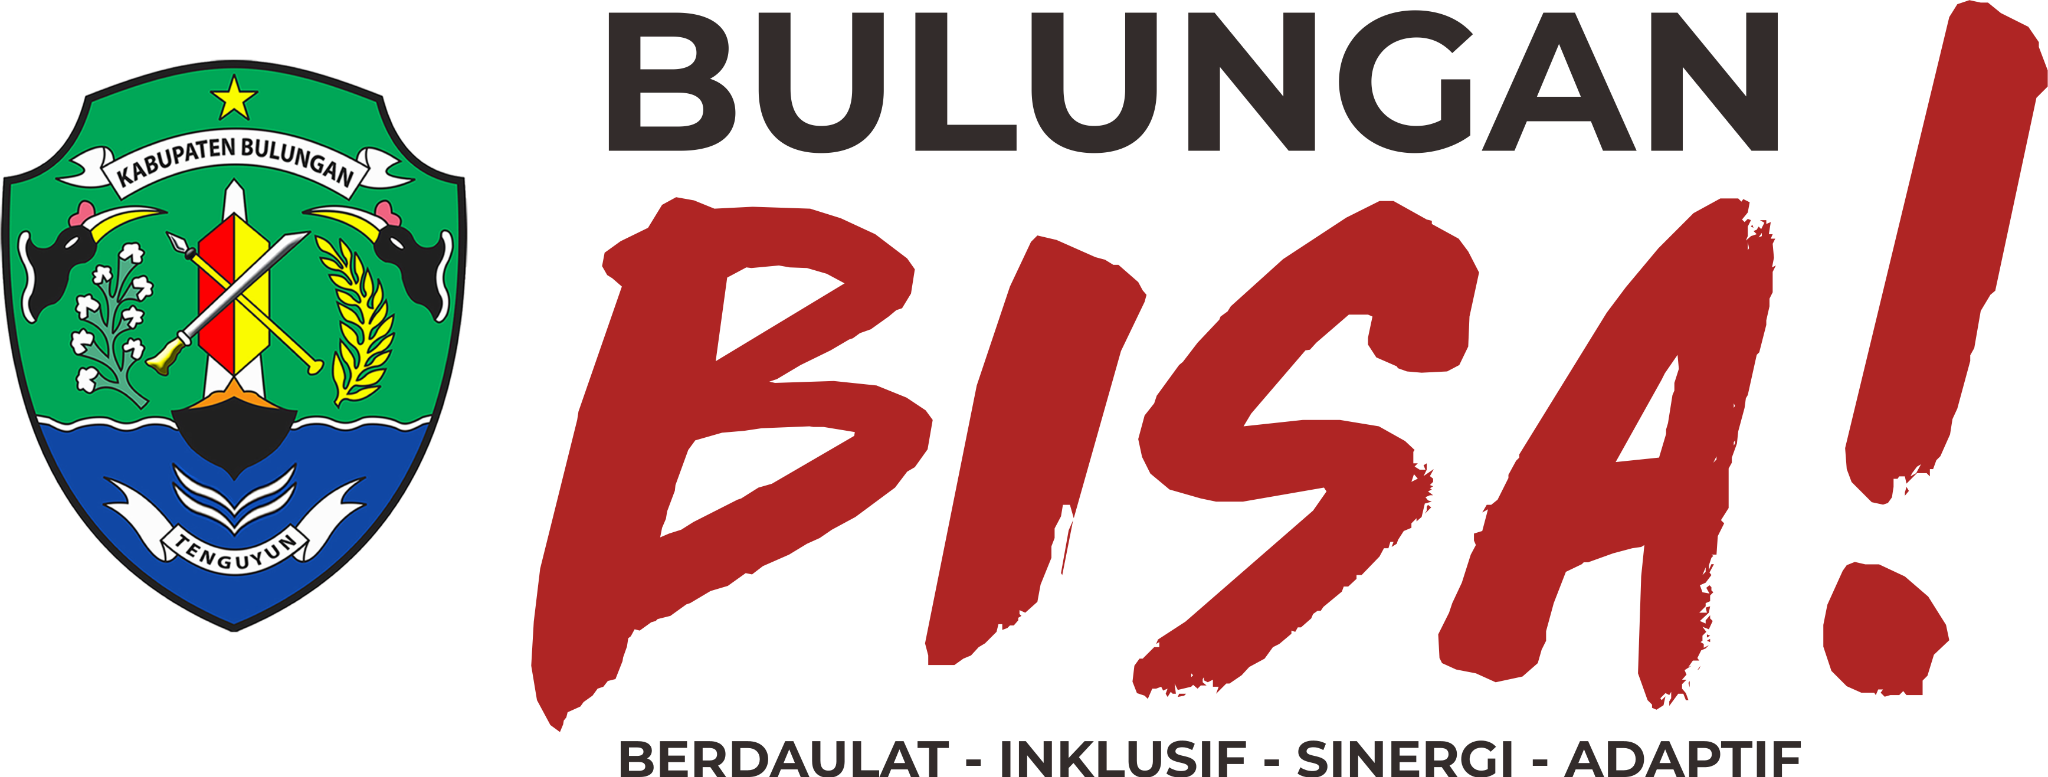 KABUPATEN BULUNGAN
TENGUYUN
BULUNGAN
BISA!
BERDAULAT - INKLUSIF - SINERGI - ADAPTIF